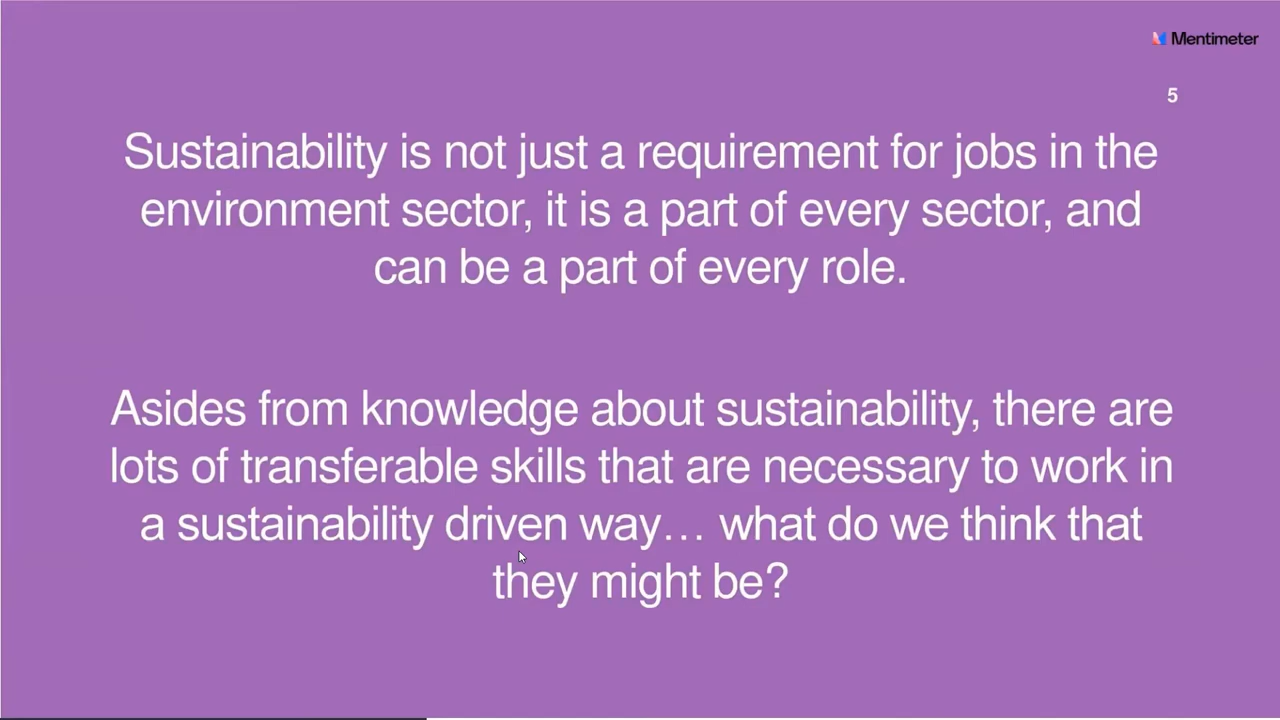 Mentimeter
5
Sustainability is not just a requirement for jobs in the
environment sector, it is a part of every sector, and
can be a part of every role.
Asides from knowledge about sustainability, there are
lots of transferable skills that are necessary to work in
a sustainability driven way… what do we think that
they might be?